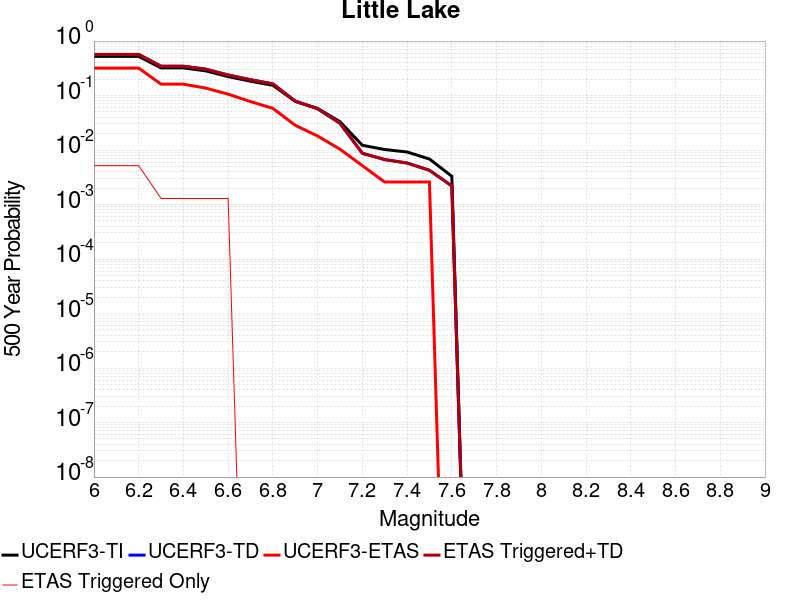 Little Lake
10^0
10^-1
10^-2
10^-3
10^-4
10^-5
10^-6
10^-7
10^-8
500 Year Probability
6 6.2 6.4 6.6 6.8 7 7.2 7.4 7.6 7.8 8 8.2 8.4 8.6 8.8 9
Magnitude
UCERF3-TI UCERF3-TD UCERF3-ETAS ETAS Triggered+TD
ETAS Triggered Only